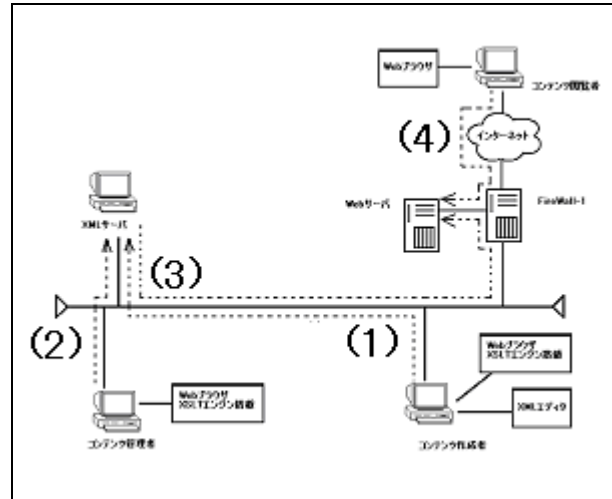 Webブラウザ
コンテンツ閲覧者
(4)
インターネット
Webサーバ
FireWall-1
XMLサーバ
(3)
(2)
(1)
Webブラウザ
XSLTエンジン搭載
Webブラウザ
XSLTエンジン搭載
XMLエディタ
コンテンツ管理者
コンテンツ作成者